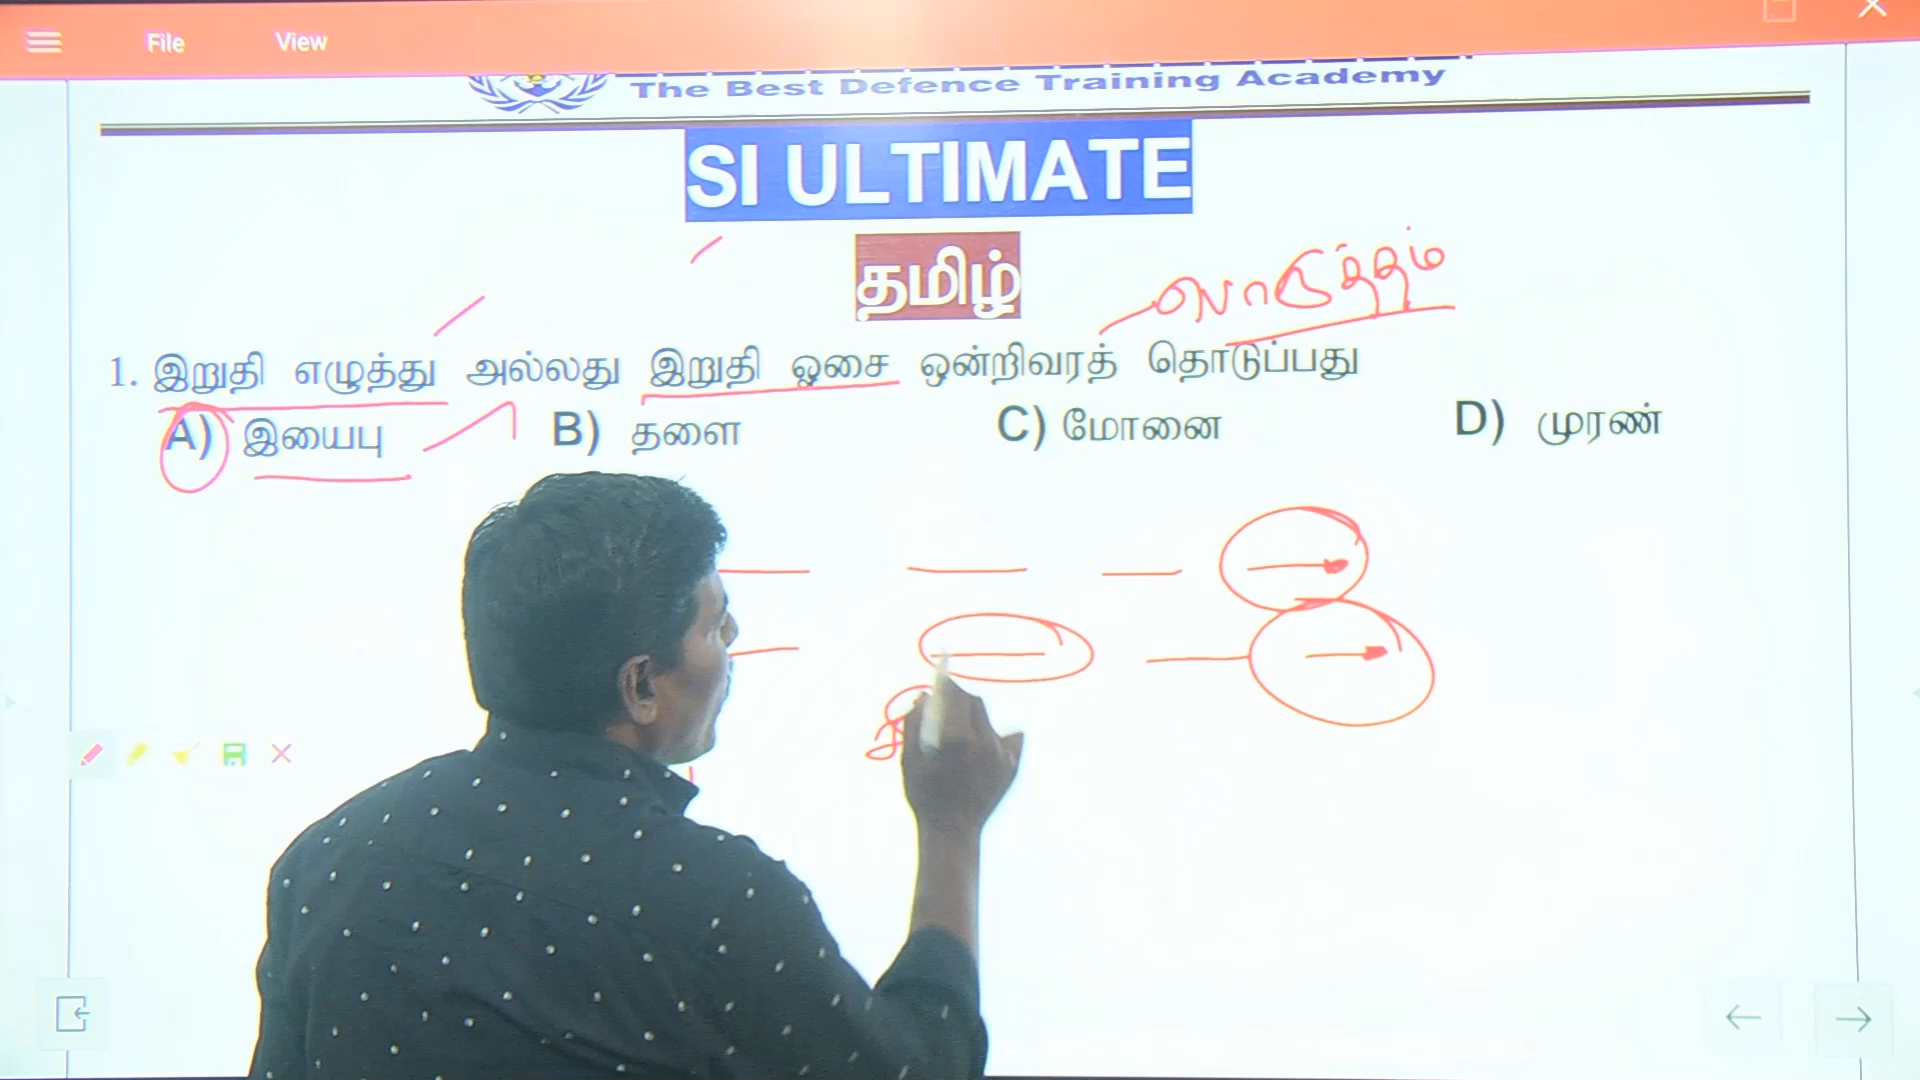 File View
The Best Defence Training Academy
SI ULTIMATE
தமிழ்
பொருத்தம்
1. இறுதி எழுத்து அல்லது இறுதி ஓசை ஒன்றிவரத் தொடுப்பது
A) இயைபு B) தளை C) மோனை D) முரண்